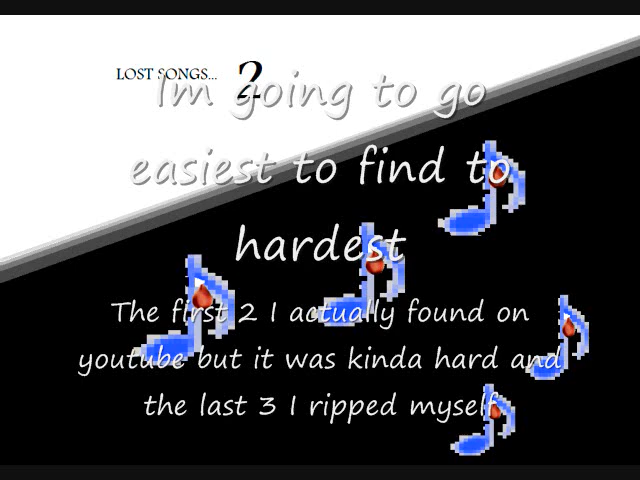 LOST SONGS... 2
Im going to go
easiest to find to
hardest
The first 2 I actually found on
youtube but it was kinda hard and
the last 3 I ripped myself